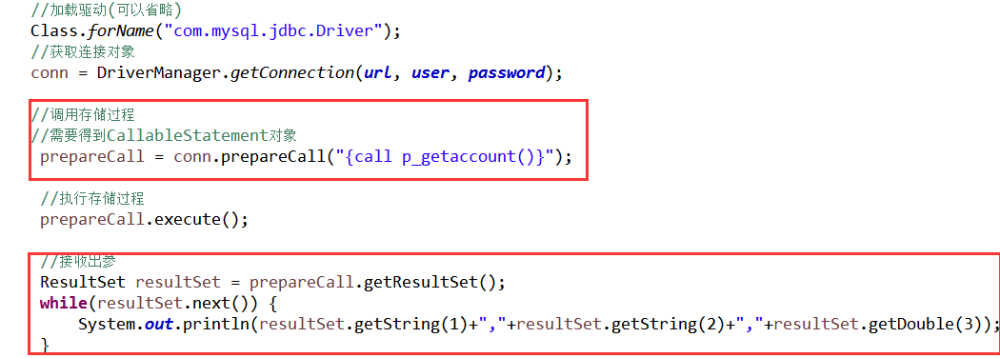 //加载驱动(可以省略)
Class.forName("com.mysql.jdbc.Driver");
//获取连接对象
conn = DriverManager.getConnection(url, user, password);
//调用存储过程
//需要得到CallableStatement对象
prepareCall = conn.prepareCall("{call p_getaccount()}");
//执行存储过程
prepareCall.execute();
//接收出参
ResultSet resultSet = prepareCall.getResultSet();
while(resultSet.next()) {
System.out.println(resultSet.getString(1)+","+resultSet.getString(2)+","+resultSet.getDouble(3));
}